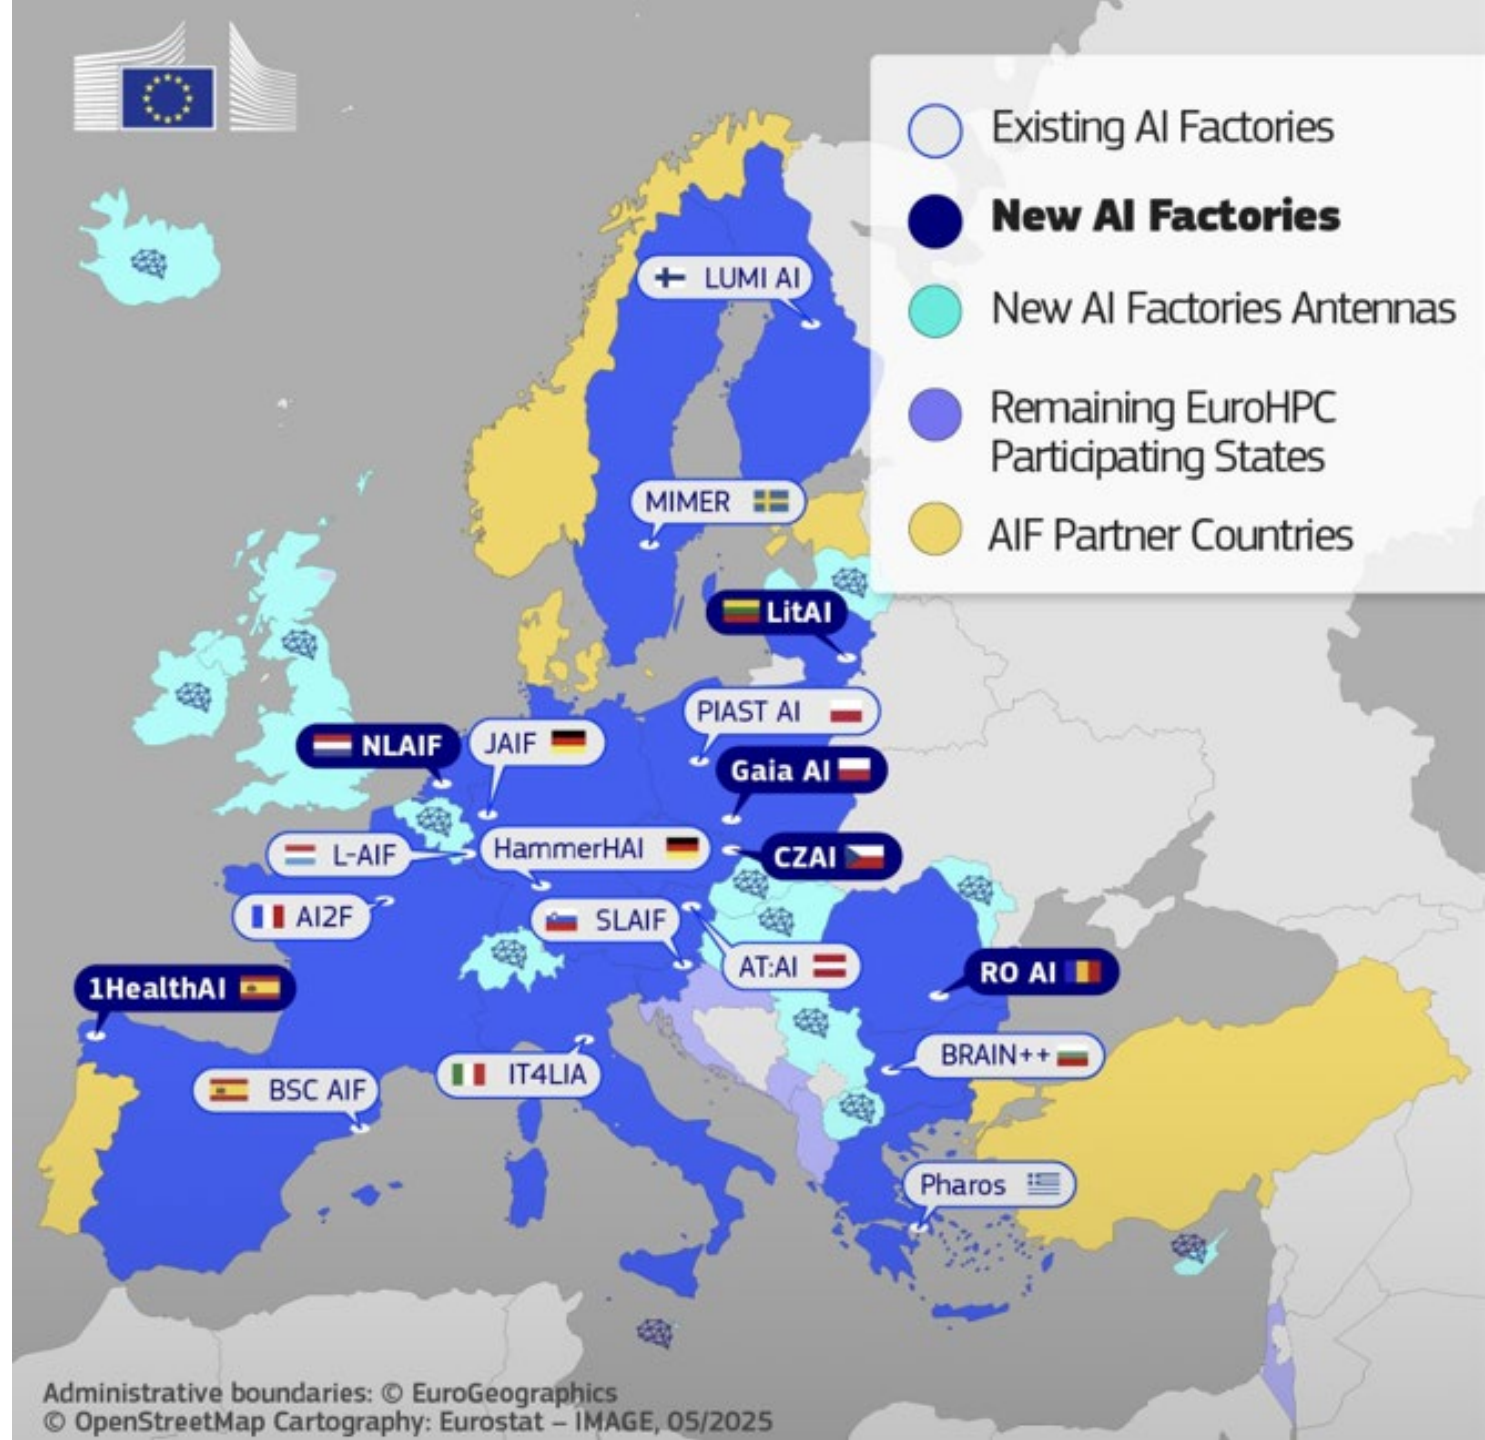 Existing AI Factories
New AI Factories
New AI Factories Antennas
Remaining EuroHPC
Participating States
AIF Partner Countries
LUMI AI
MIMER
LitAI
PIAST AI
NLAIF
JAIF
Gaia AI
L-AIF
HammerHAI
CZAI
AI2F
SLAIF
AT:AI
RO AI
1HealthAI
BRAIN++
IT4LIA
BSC AIF
Pharos
Administrative boundaries: © EuroGeographics
© OpenStreetMap Cartography: Eurostat – IMAGE, 05/2025